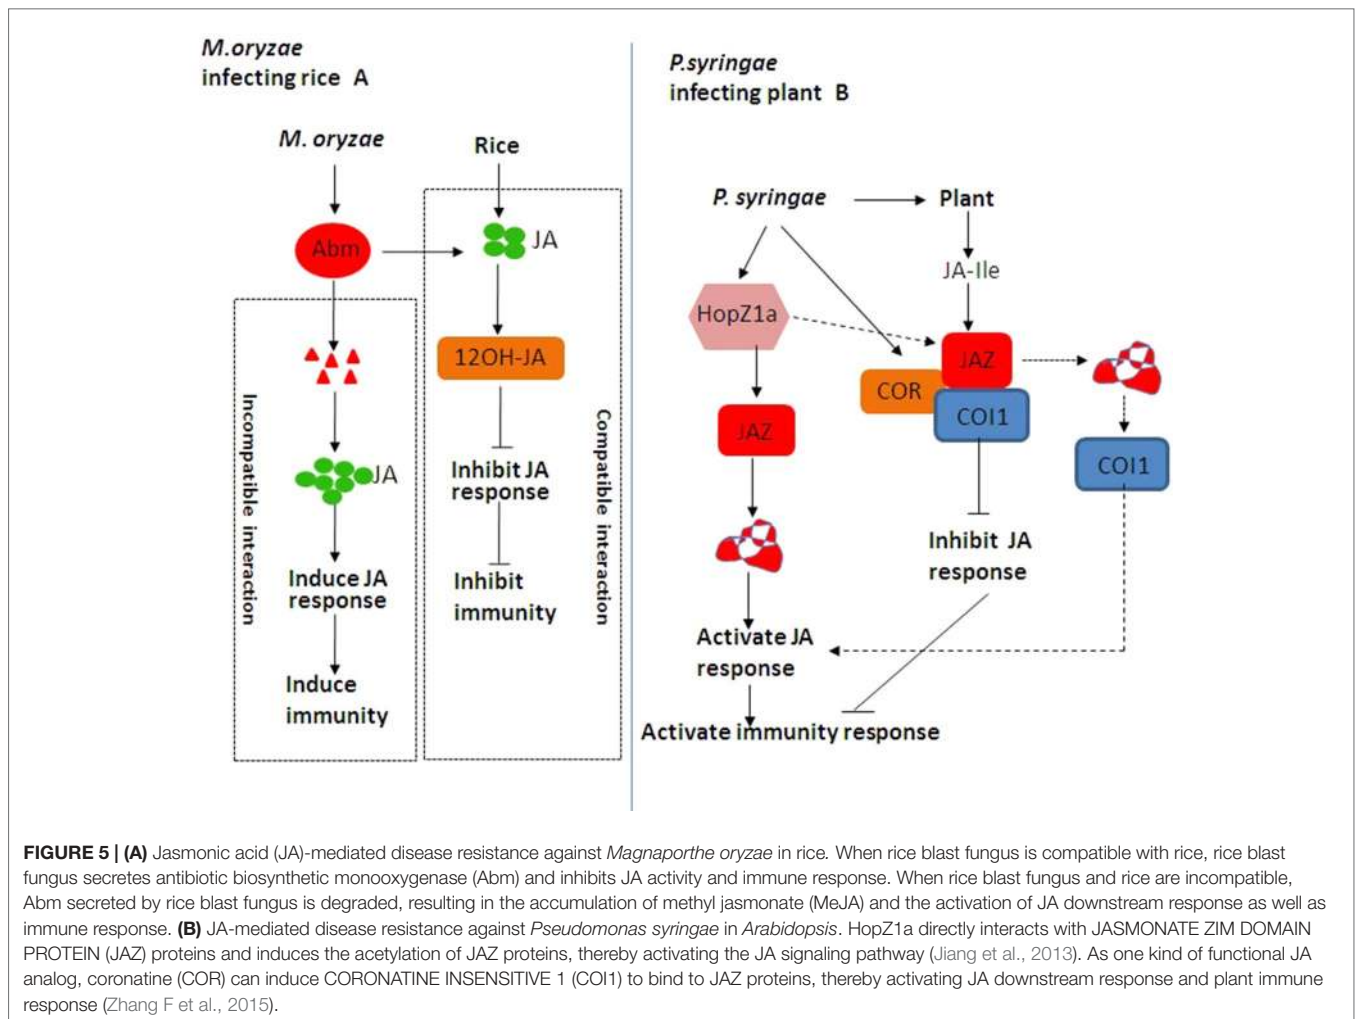 M.oryzae
infecting rice A
M. oryzae
Rice
Abm
JA
12OH-JA
Incompatible interaction
JA
Inhibit JA
response
Compatible interaction
Induce JA
response
Inhibit
immunity
Induce
immunity
P.syringae
infecting plant B
P. syringae
Plant
JA-Ile
HopZ1a
JAZ
COR
COI1
JAZ
COI1
Inhibit JA
response
Activate JA
response
Activate immunity response
FIGURE 5 | (A) Jasmonic acid (JA)-mediated disease resistance against Magnaporthe oryzae in rice. When rice blast fungus is compatible with rice, rice blast
fungus secretes antibiotic biosynthetic monooxygenase (Abm) and inhibits JA activity and immune response. When rice blast fungus and rice are incompatible,
Abm secreted by rice blast fungus is degraded, resulting in the accumulation of methyl jasmonate (MeJA) and the activation of JA downstream response as well as
immune response. (B) JA-mediated disease resistance against Pseudomonas syringae in Arabidopsis. HopZ1a directly interacts with JASMONATE ZIM DOMAIN
PROTEIN (JAZ) proteins and induces the acetylation of JAZ proteins, thereby activating the JA signaling pathway (Jiang et al., 2013). As one kind of functional JA
analog, coronatine (COR) can induce CORONATINE INSENSITIVE 1 (COI1) to bind to JAZ proteins, thereby activating JA downstream response and plant immune
response (Zhang F et al., 2015).